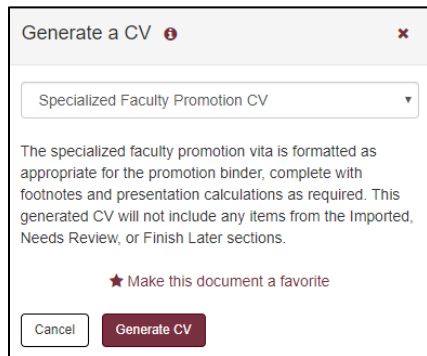 Generate a CV
Specialized Faculty Promotion CV
The specialized faculty promotion vita is formatted as
appropriate for the promotion binder, complete with
footnotes and presentation calculations as required. This
generated CV will not include any items from the Imported,
Needs Review, or Finish Later sections.
Make this document a favorite
Cancel Generate CV